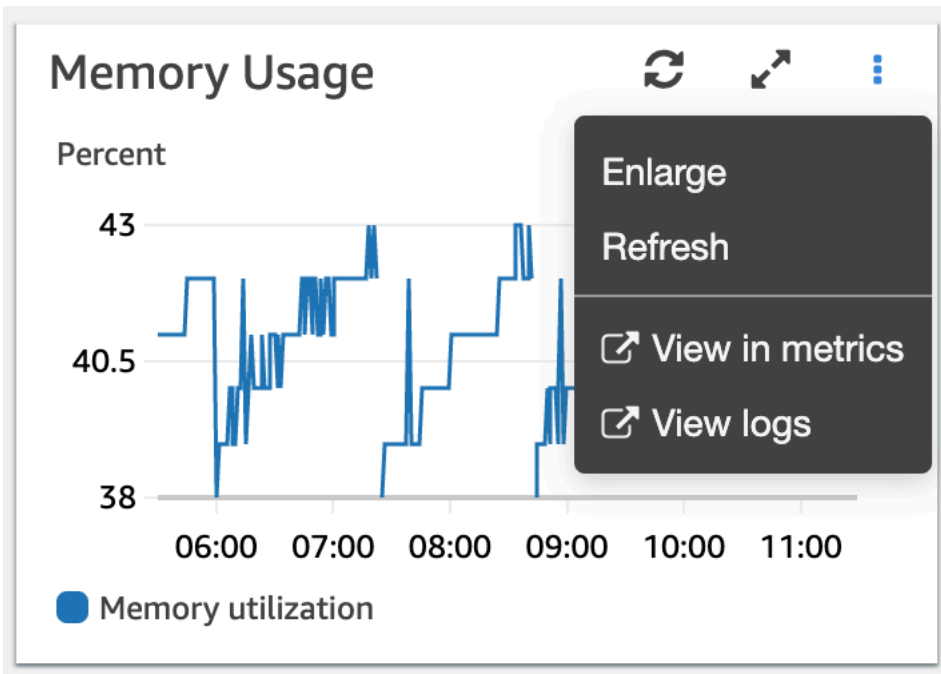 Memory Usage
Percent
Enlarge
Refresh
View in metrics
View logs
43
40.5
38
06:00 07:00 08:00 09:00 10:00 11:00
Memory utilization